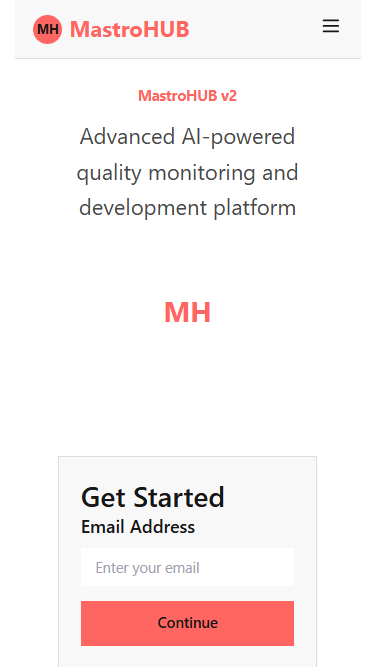 MH MastroHUB
MastroHUB v2
Advanced AI-powered
quality monitoring and
development platform
MH
Get Started
Email Address
Enter your email
Continue